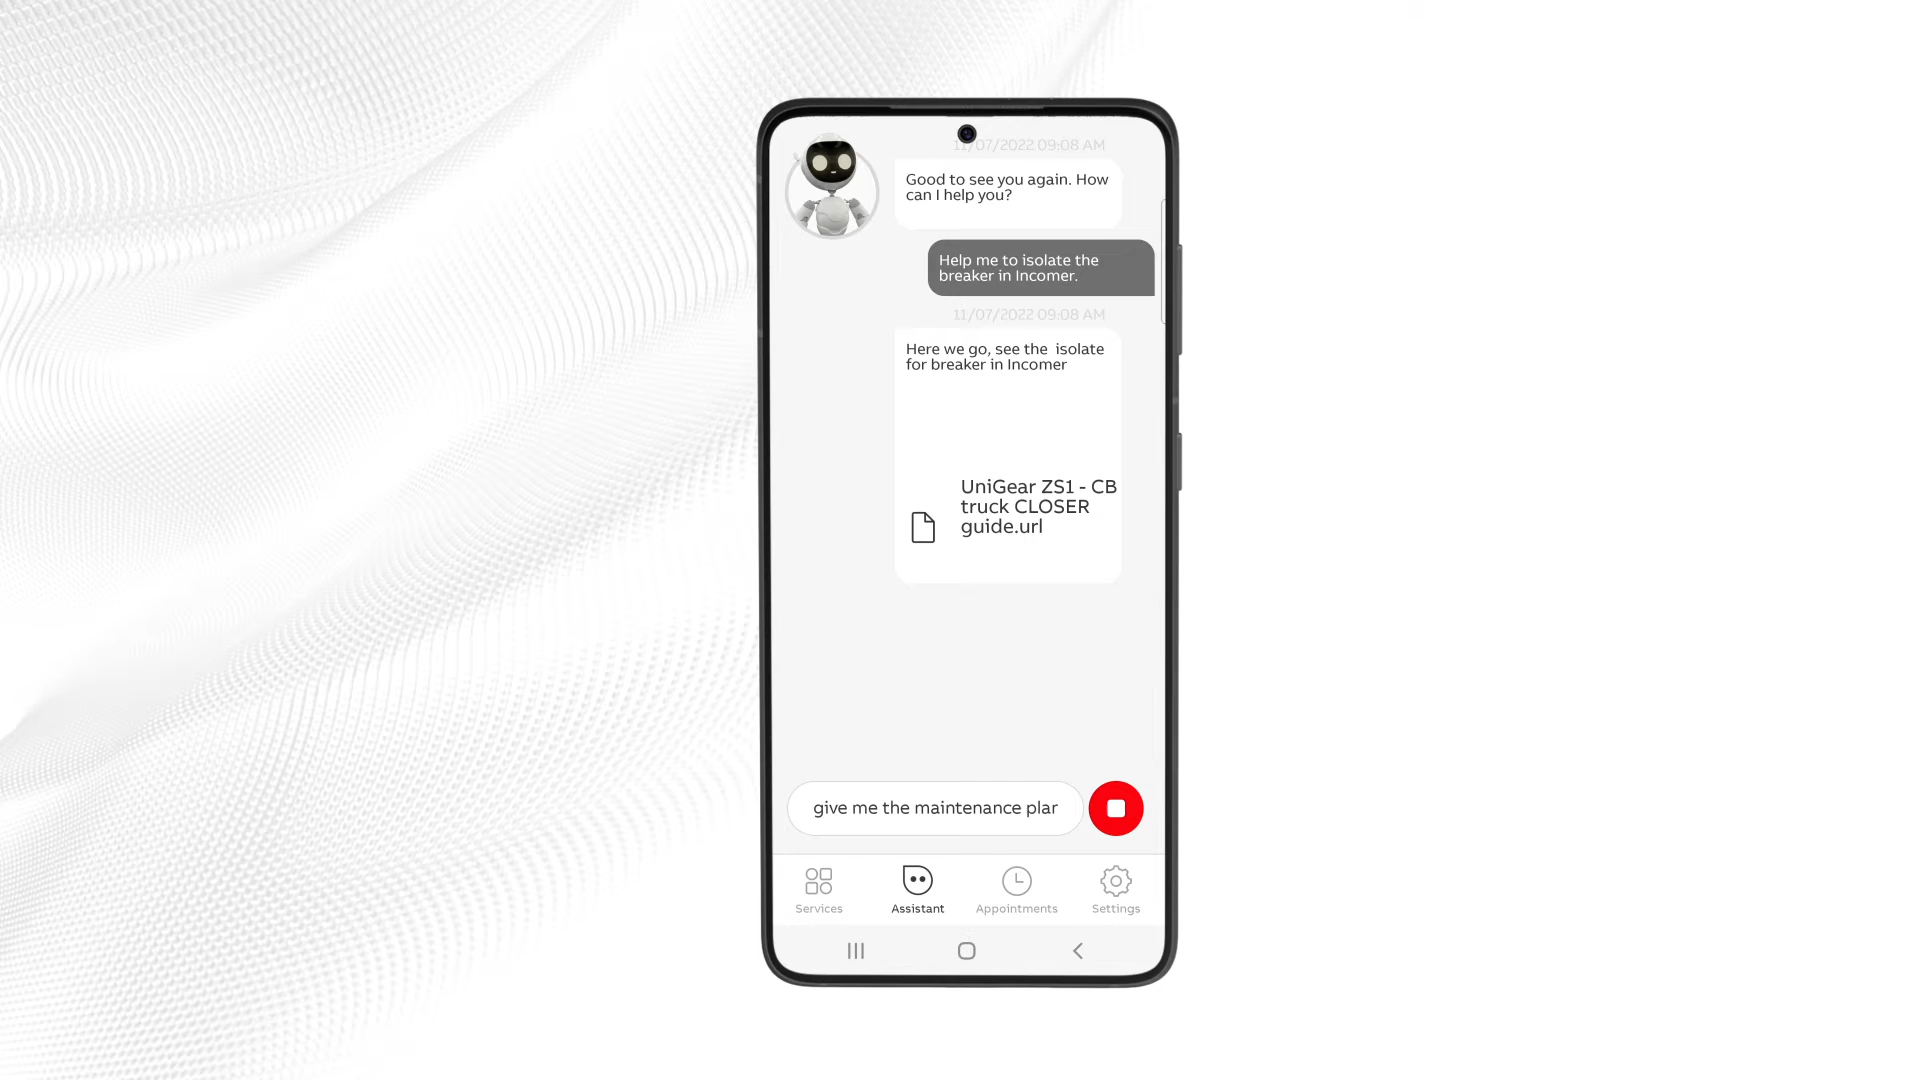 11/07/2022 09:08 AM
Good to see you again. How
can I help you?
Help me to isolate the
breaker in Incomer.
11/07/2022 09:08 AM
Here we go, see the  isolate
for breaker in Incomer
UniGear ZS1 - CB
truck CLOSER
guide.url
give me the maintenance plar
Services
Assistant
Appointments
Settings